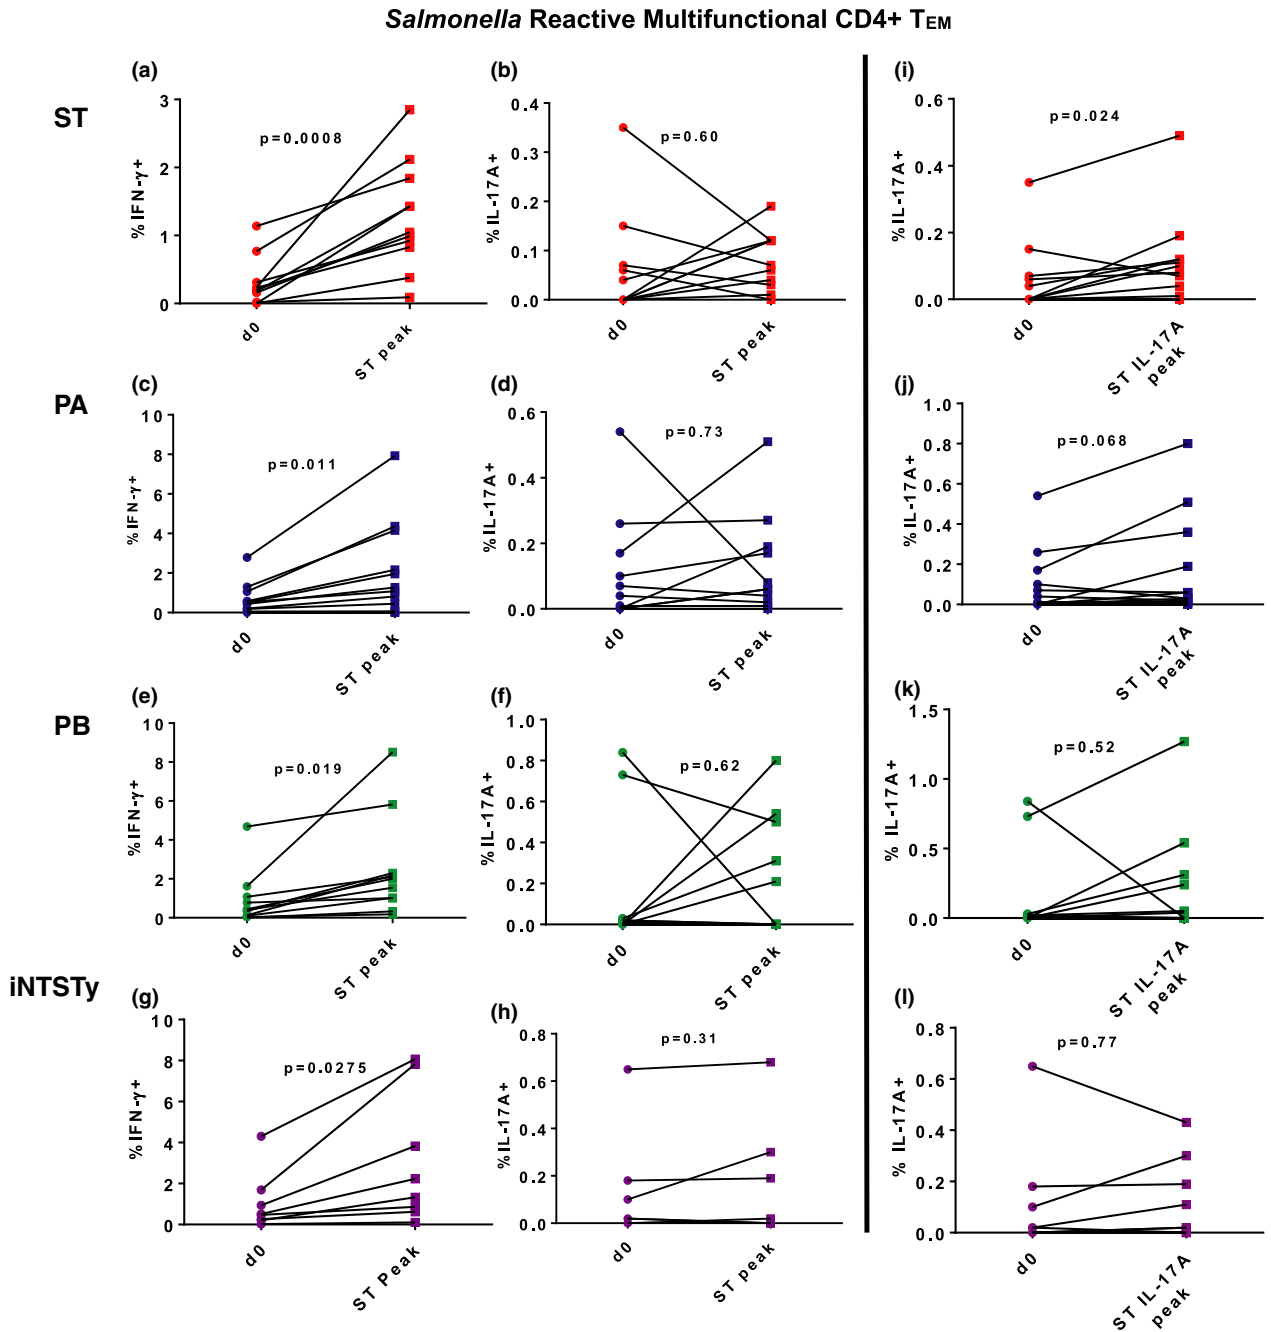 Salmonella Reactive Multifunctional CD4+ TEM
ST
(a)
%IFN-γ+
3
2
1
0
p=0.0008
d0
ST peak
(b)
%IL-17A+
0.4
0.3
0.2
0.1
0.0
p=0.60
d0
ST peak
(i)
%IL-17A+
0.6
0.4
0.2
0.0
p=0.024
d0
ST IL-17A
peak
PA
(c)
%IFN-γ+
10
8
6
4
2
0
p=0.011
d0
ST peak
(d)
%IL-17A+
0.6
0.4
0.2
0.0
p=0.73
d0
ST peak
(j)
%IL-17A+
1.0
0.8
0.6
0.4
0.2
0.0
p=0.068
d0
ST IL-17A
peak
PB
(e)
%IFN-γ+
10
8
6
4
2
0
p=0.019
d0
ST peak
(f)
%IL-17A+
1.0
0.8
0.6
0.4
0.2
0.0
p=0.62
d0
ST peak
(k)
% IL-17A+
1.5
1.0
0.5
0.0
p=0.52
d0
ST IL-17A
peak
iNTSTy
(g)
%IFN-γ+
10
8
6
4
2
0
p=0.0275
d0
ST Peak
(h)
%IL-17A+
0.8
0.6
0.4
0.2
0.0
p=0.31
d0
ST peak
(l)
% IL-17A+
0.8
0.6
0.4
0.2
0.0
p=0.77
d0
ST IL-17A
peak